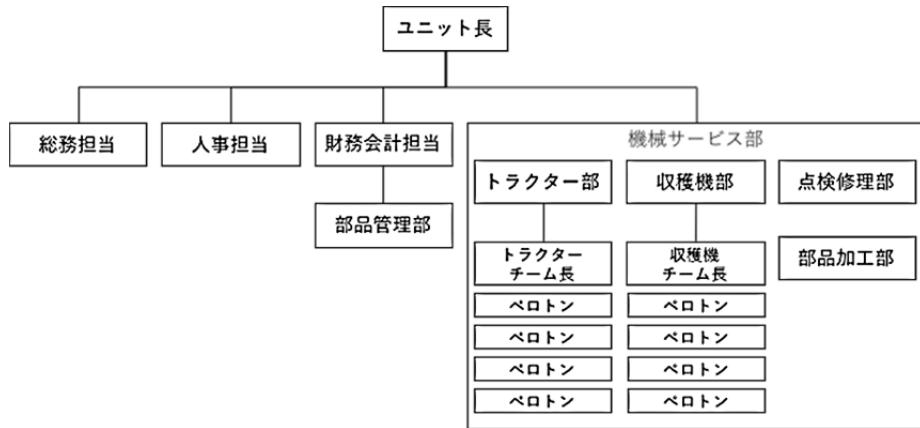 ユニット長
総務担当
人事担当
財務会計担当
部品管理部
機械サービス部
トラクター部
収穫機部
点検修理部
トラクター
チーム長
収穫機
チーム長
部品加工部
ペロトン
ペロトン
ペロトン
ペロトン
ペロトン
ペロトン
ペロトン
ペロトン